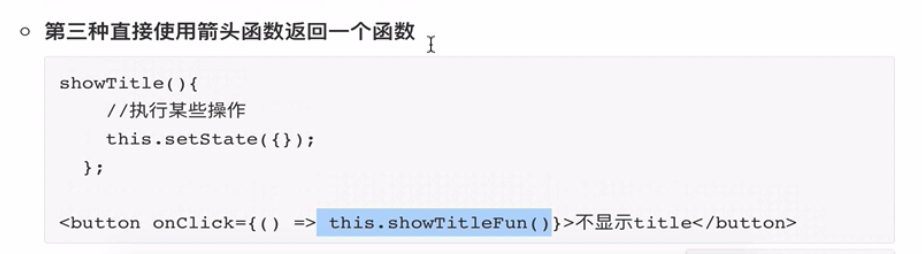 第三种直接使用箭头函数返回一个函数
showTitle(){
//执行某些操作
this.setState({});
};
<button onClick={() => this.showTitleFun()}>不显示title</button>